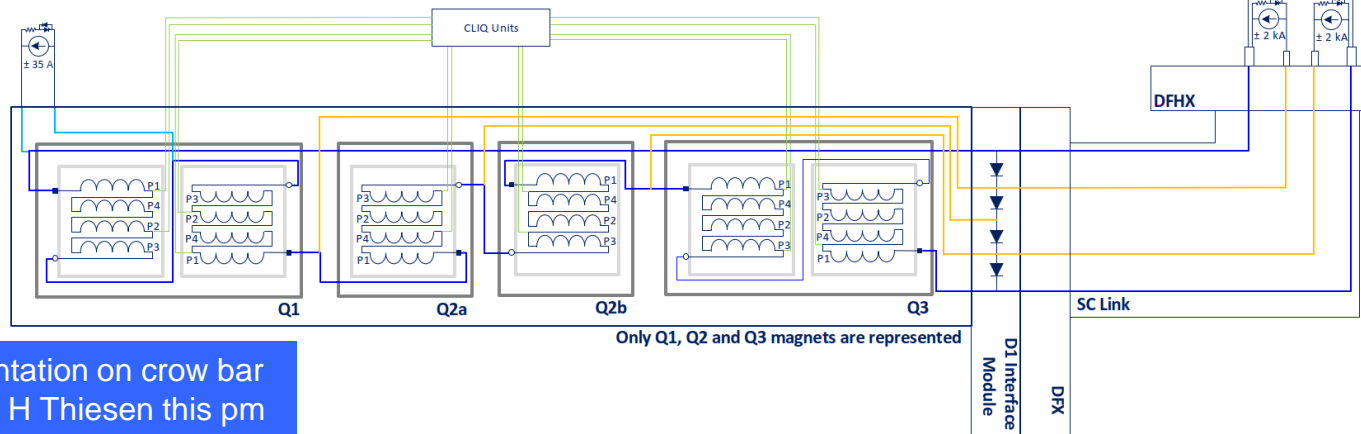 CLIQ Units
± 35 A
± 2 kA
± 2 kA
DFHX
P1
P4
P2
P3
P3
P2
P4
P1
Q1
P3
P2
P4
P1
Q2a
P1
P4
P2
P3
Q2b
P1
P4
P2
P3
P3
P2
P4
P1
Q3
SC Link
Only Q1, Q2 and Q3 magnets are represented
D1 Interface
Module
DFX
ntation on crow bar
H Thiesen this pm